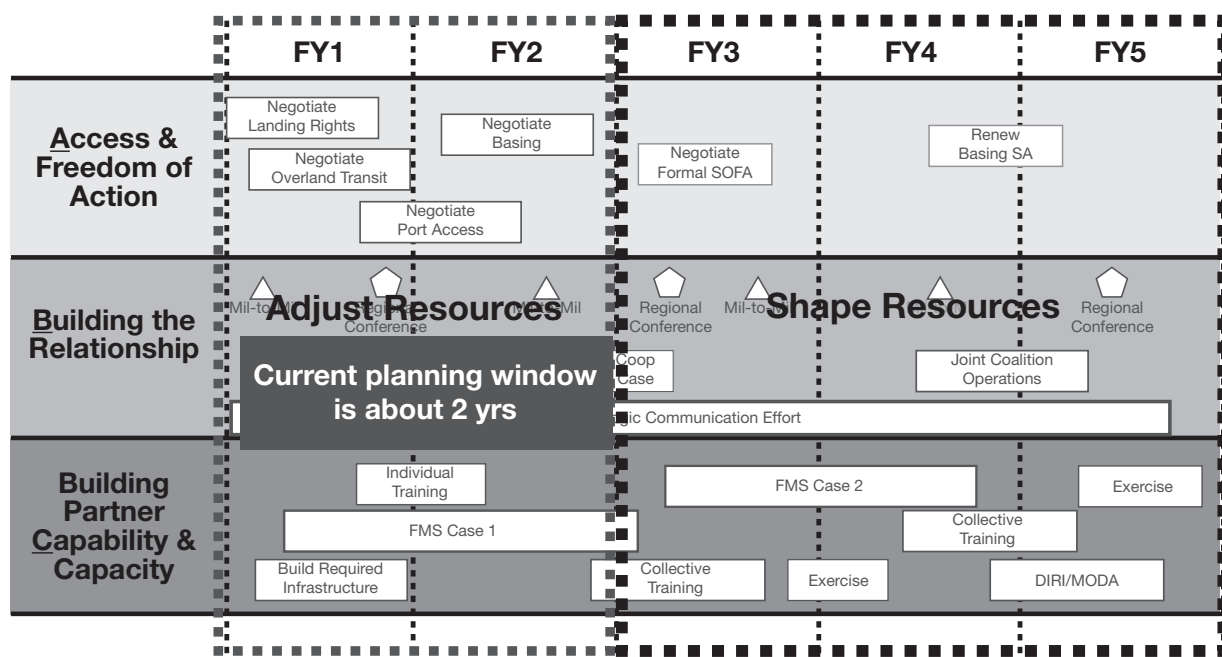 FY1
FY2
FY3
FY4
FY5
Access &
Freedom of
Action
Negotiate
Landing Rights
Negotiate
Overland Transit
Negotiate
Port Access
Negotiate
Basing
Negotiate
Formal SOFA
Renew
Basing SA
Building the
Relationship
Adjust Resources
Regional
Conference
Shape Resources
Regional
Conference
Regional
Conference
Current planning window
is about 2 yrs
Coop
Case
Joint Coalition
Operations
Communication Effort
Building
Partner
Capability &
Capacity
Individual
Training
FMS Case 1
Build Required
Infrastructure
FMS Case 2
Exercise
Collective
Training
Collective
Training
Exercise
DIRI/MODA